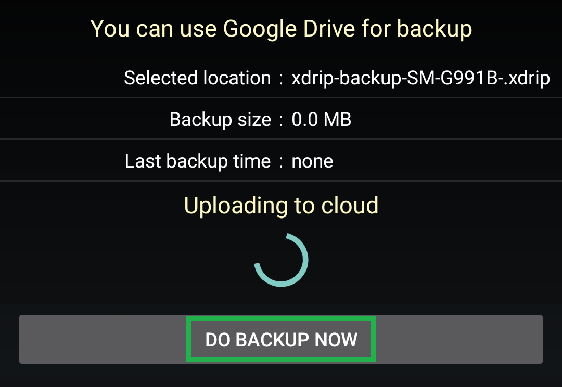 You can use Google Drive for backup
Selected location : xdrip-backup-SM-G991B-.xdrip
Backup size : 0.0 MB
Last backup time : none
Uploading to cloud
DO BACKUP NOW